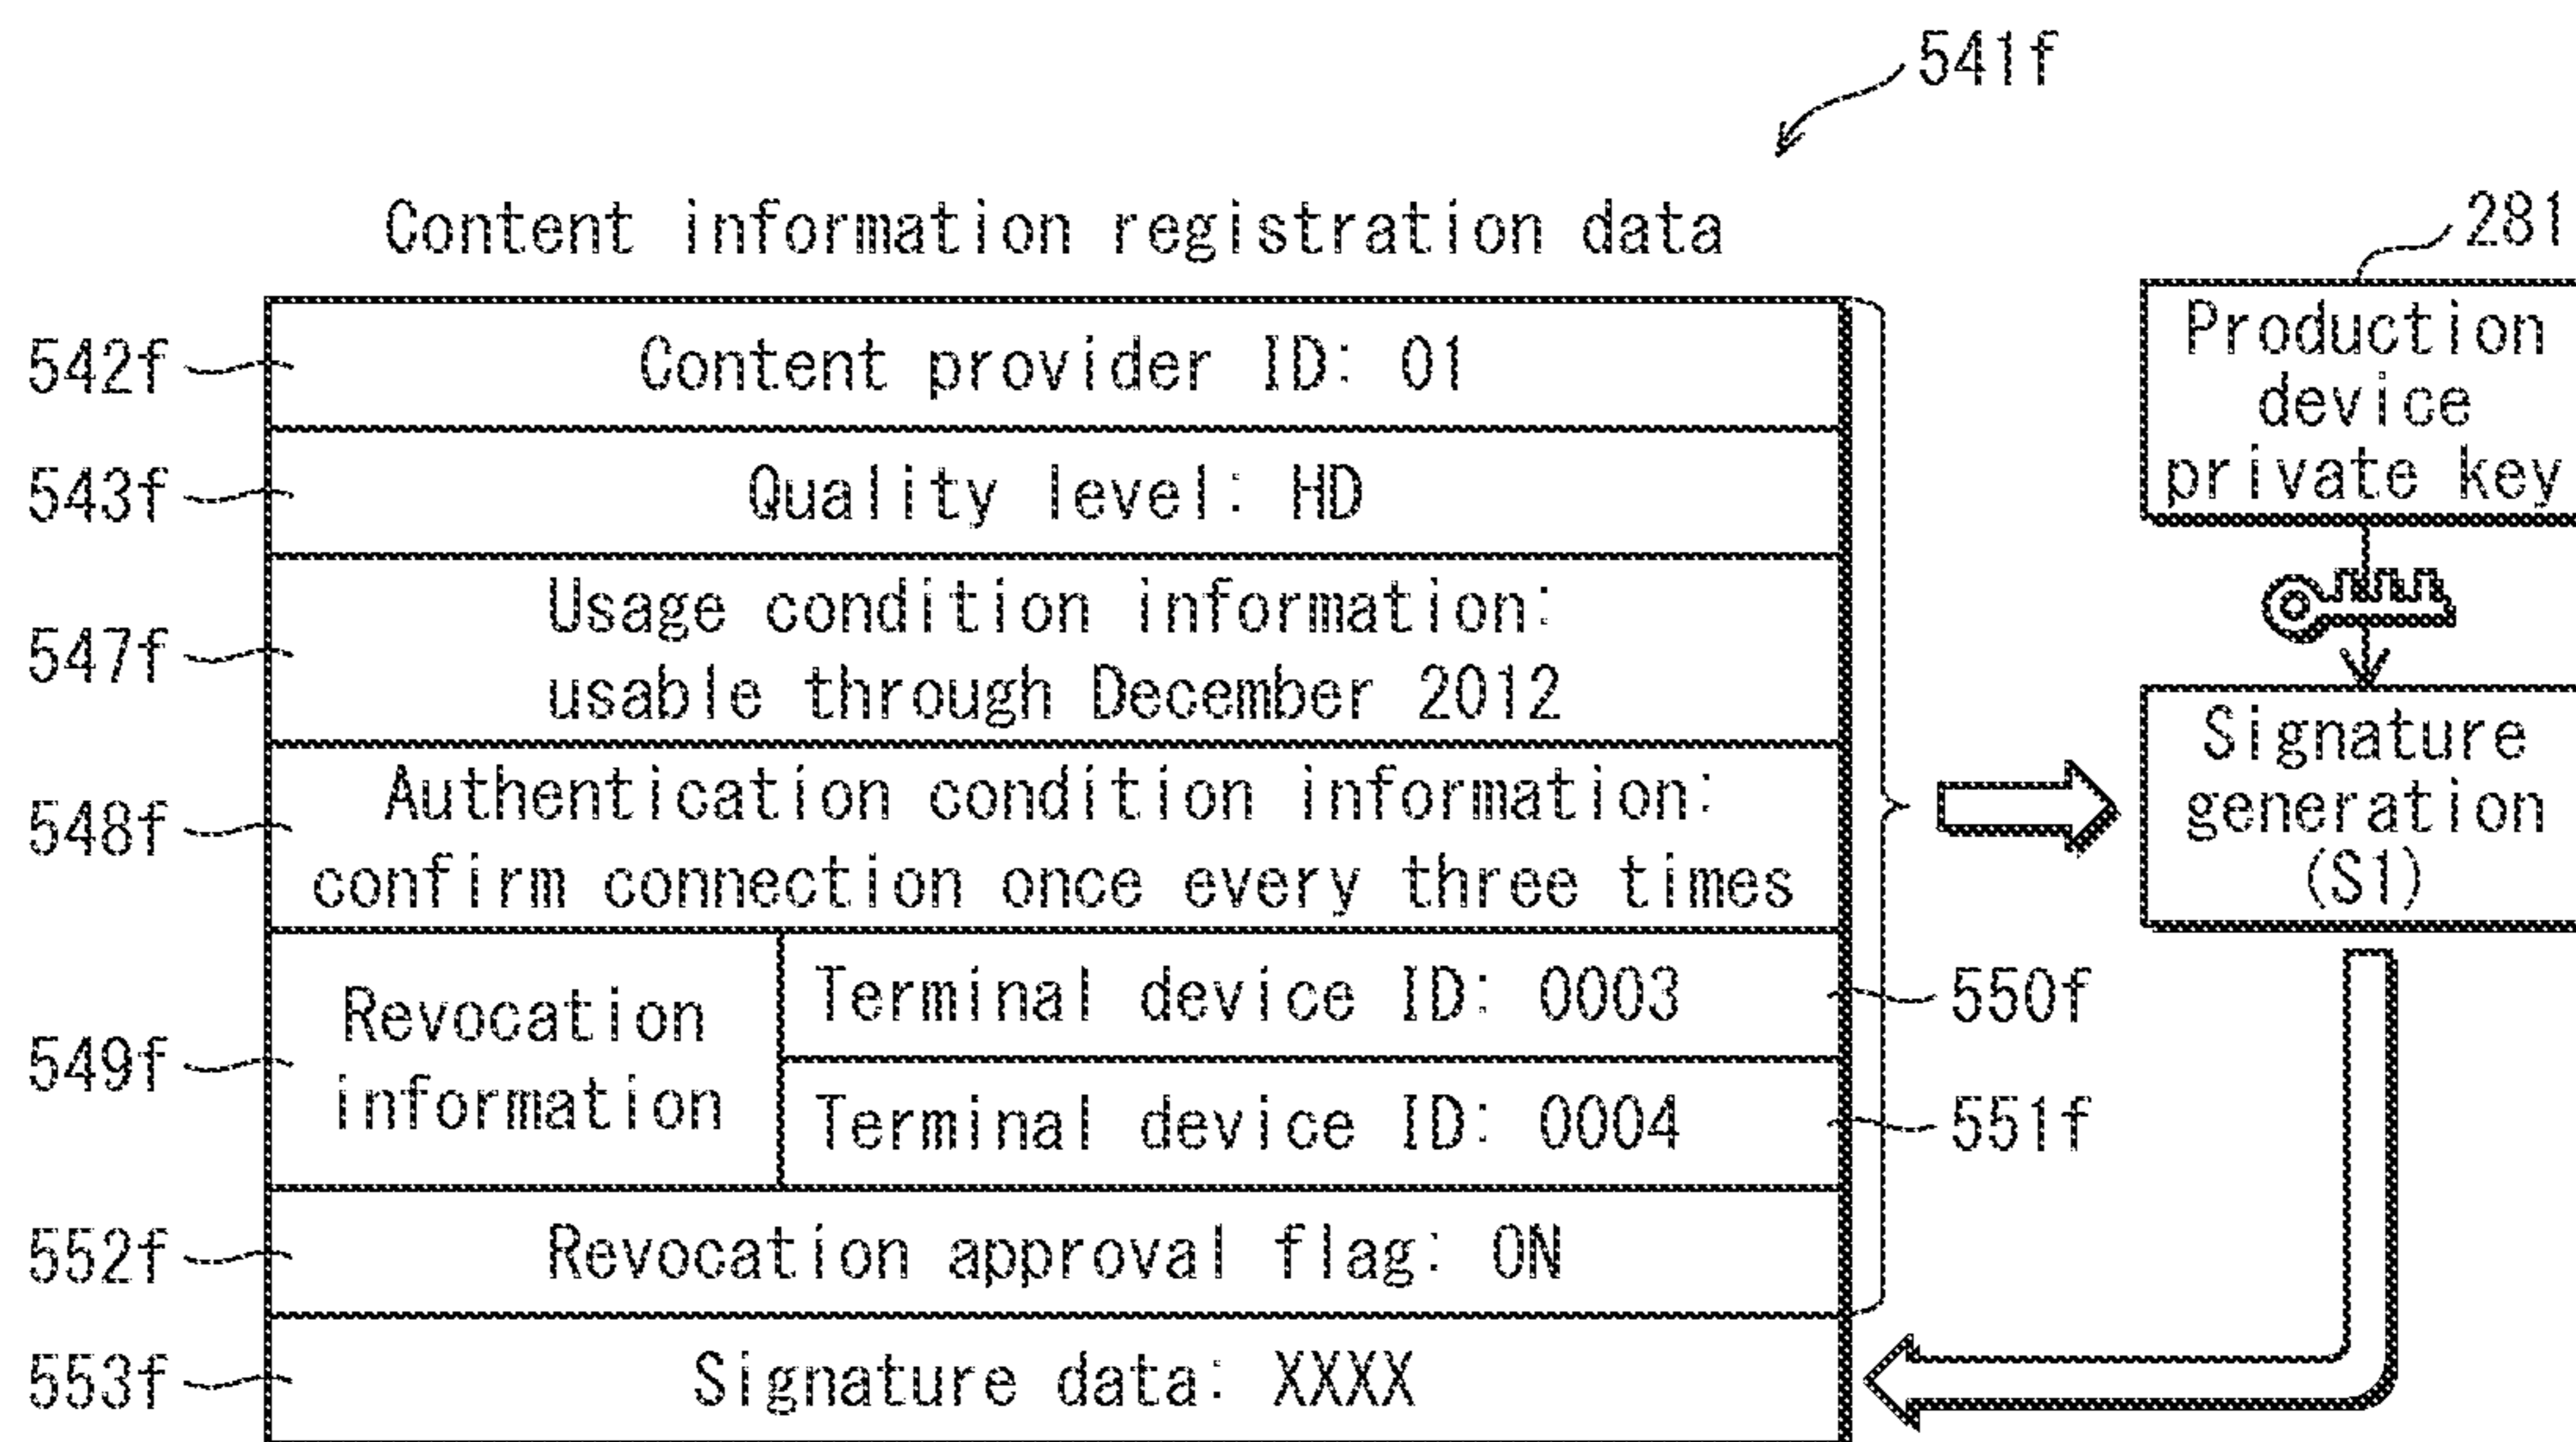 541f
Content information registration data
281
Production
device
private key
542f
Content provider ID: 01
543f
Quality level: HD
547f
Usage condition information:
usable through December 2012
Signature
generation
(S1)
548f
Authentication condition information:
confirm connection once every three times
549f
Revocation
information
Terminal device ID: 0003
550f
Terminal device ID: 0004
551f
552f
Revocation approval flag: ON
553f
Signature data: XXXX